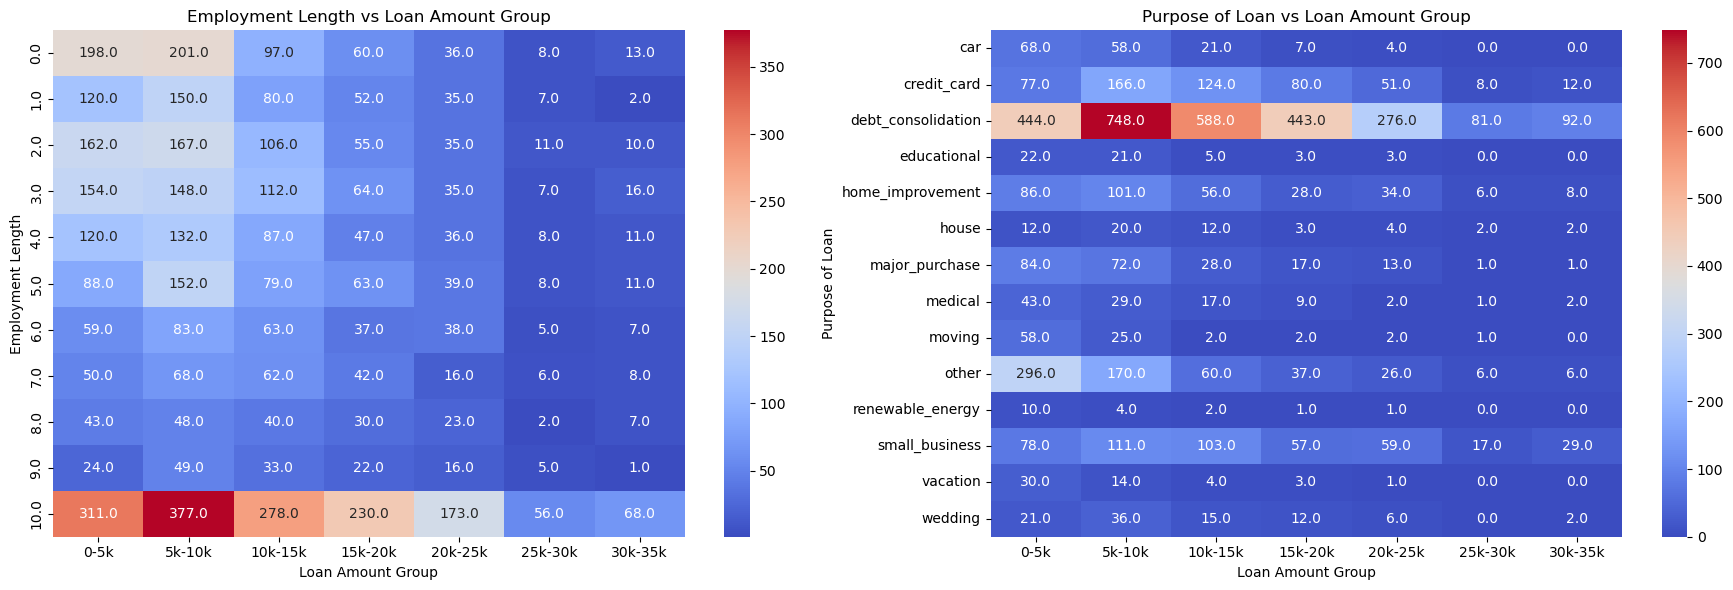 Employment Length vs Loan Amount Group
Employment Length
0.0 198.0 201.0 97.0 60.0 36.0 8.0 13.0
1.0 120.0 150.0 80.0 52.0 35.0 7.0 2.0
2.0 162.0 167.0 106.0 55.0 35.0 11.0 10.0
3.0 154.0 148.0 112.0 64.0 35.0 7.0 16.0
4.0 120.0 132.0 87.0 47.0 36.0 8.0 11.0
5.0 88.0 152.0 79.0 63.0 39.0 8.0 11.0
6.0 59.0 83.0 63.0 37.0 38.0 5.0 7.0
7.0 50.0 68.0 62.0 42.0 16.0 6.0 8.0
8.0 43.0 48.0 40.0 30.0 23.0 2.0 7.0
9.0 24.0 49.0 33.0 22.0 16.0 5.0 1.0
10.0 311.0 377.0 278.0 230.0 173.0 56.0 68.0
0-5k 5k-10k 10k-15k 15k-20k 20k-25k 25k-30k 30k-35k
Loan Amount Group
350
300
250
200
150
100
50
Purpose of Loan vs Loan Amount Group
Purpose of Loan
car 68.0 58.0 21.0 7.0 4.0 0.0 0.0
credit_card 77.0 166.0 124.0 80.0 51.0 8.0 12.0
debt_consolidation 444.0 748.0 588.0 443.0 276.0 81.0 92.0
educational 22.0 21.0 5.0 3.0 3.0 0.0 0.0
home_improvement 86.0 101.0 56.0 28.0 34.0 6.0 8.0
house 12.0 20.0 12.0 3.0 4.0 2.0 2.0
major_purchase 84.0 72.0 28.0 17.0 13.0 1.0 1.0
medical 43.0 29.0 17.0 9.0 2.0 1.0 2.0
moving 58.0 25.0 2.0 2.0 2.0 1.0 0.0
other 296.0 170.0 60.0 37.0 26.0 6.0 6.0
renewable_energy 10.0 4.0 2.0 1.0 1.0 0.0 0.0
small_business 78.0 111.0 103.0 57.0 59.0 17.0 29.0
vacation 30.0 14.0 4.0 3.0 1.0 0.0 0.0
wedding 21.0 36.0 15.0 12.0 6.0 0.0 2.0
0-5k 5k-10k 10k-15k 15k-20k 20k-25k 25k-30k 30k-35k
Loan Amount Group
700
600
500
400
300
200
100
0